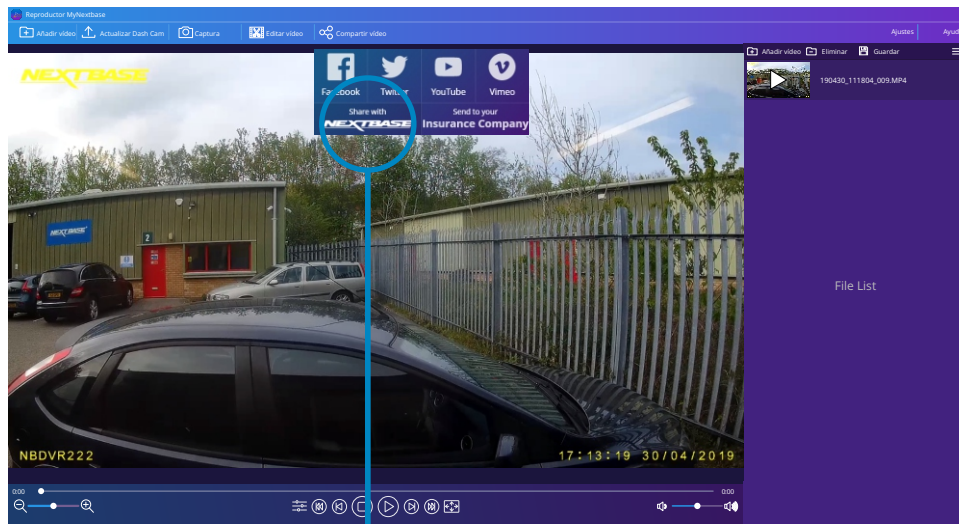 Reproductor MyNextbase
Añadir vídeo Actualizar Dash Cam Captura Editar vídeo Compartir vídeo Ajustes Ayud
Añadir vídeo Eliminar Guardar
NEXTBASE
Facebook Twitter YouTube Vimeo
Share with
NEXTBASE
Send to your
Insurance Company
190430_111804_009.MP4
NEXTBASE
2
File List
NBDVR222
17:13:19 30/04/2019
0:00 0:00